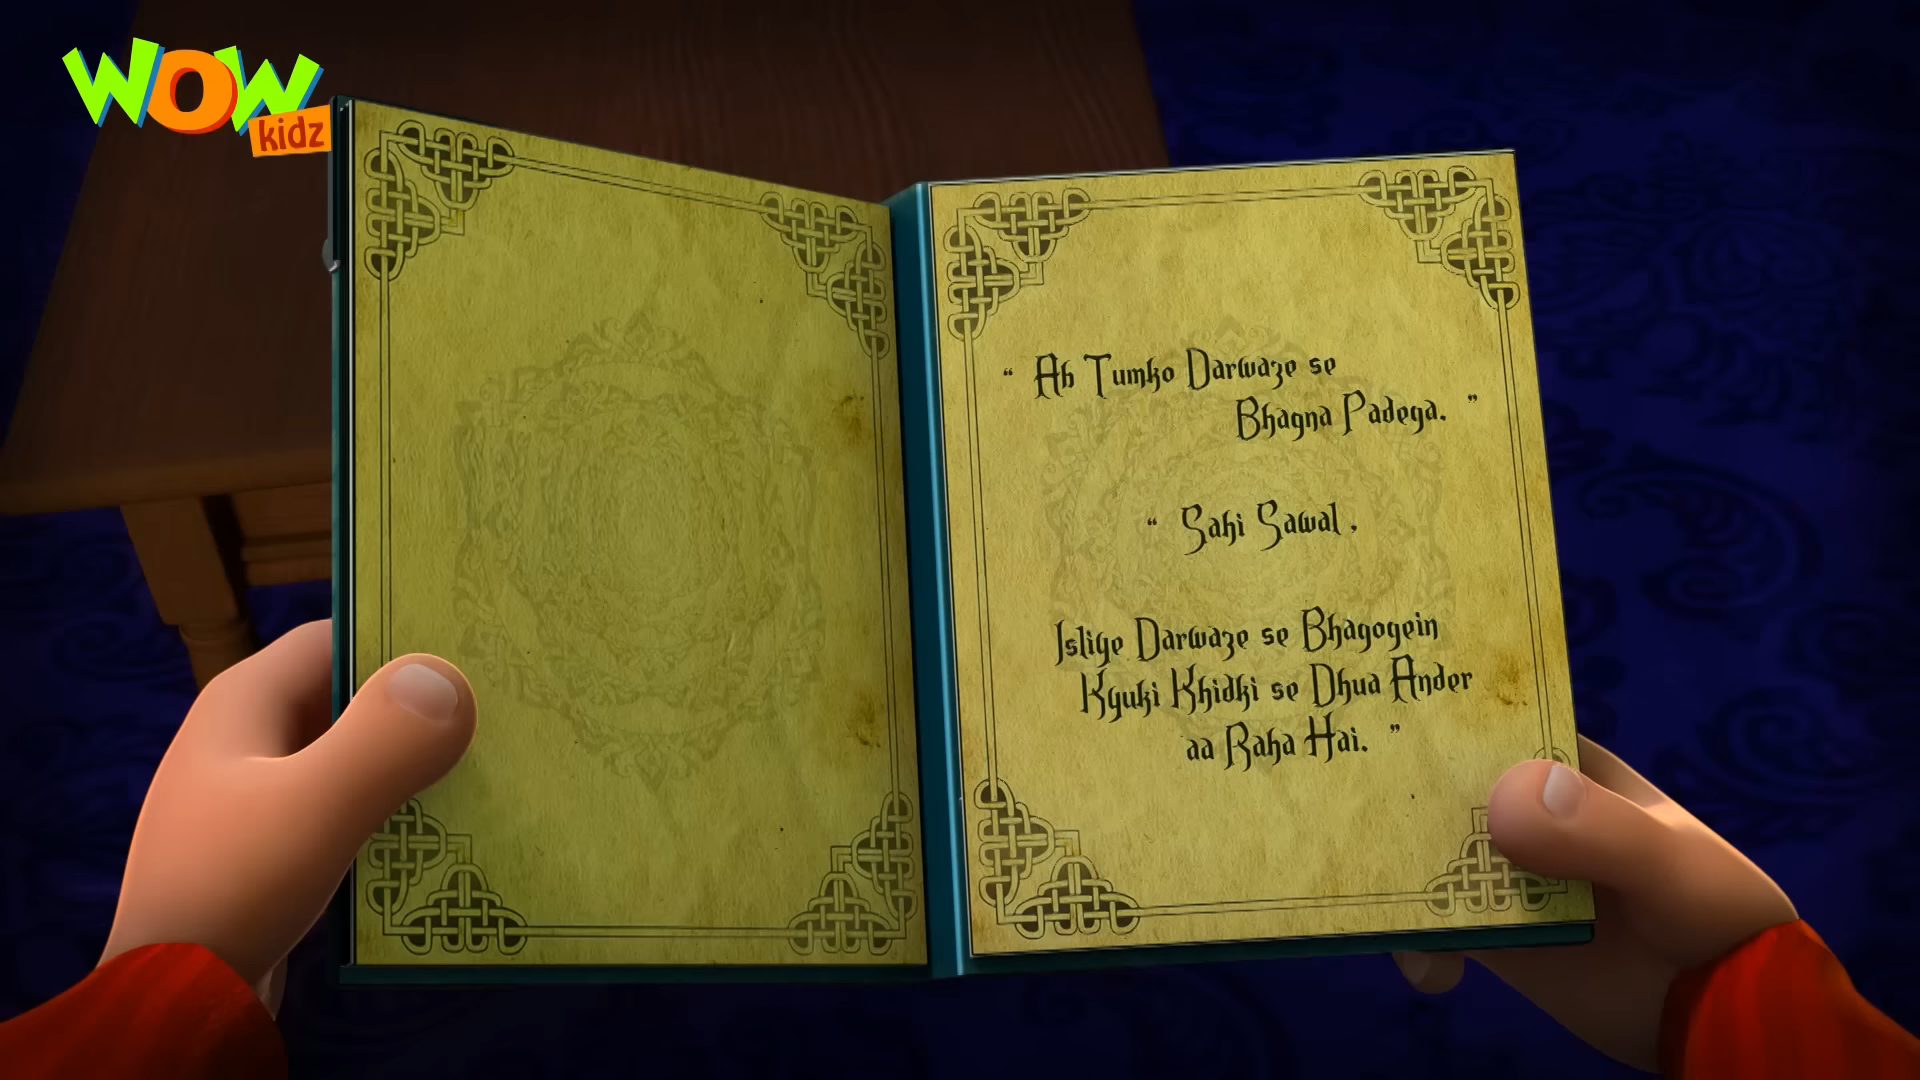 WOW
kidz
“ Ab Tumko Darwaze se
Bhagna Padega. ”
“ Sahi Sawal ,
Isliye Darwaze se Bhagogein
Kyuki Khidki se Dhua Ander
aa Raha Hai. ”